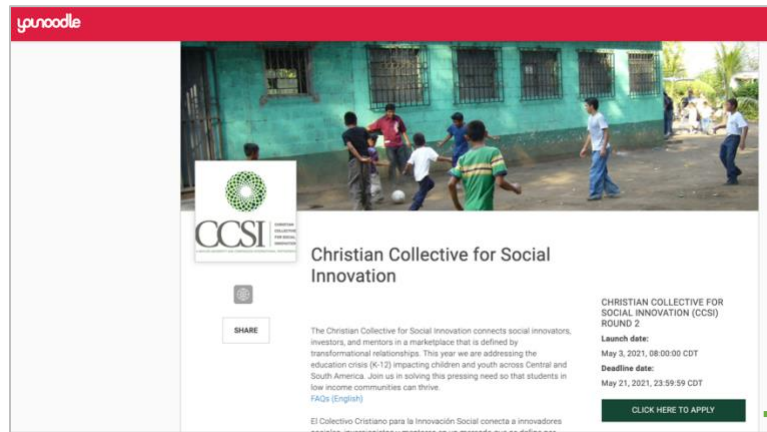 younoodle
CCSI
CHRISTIAN
COLLECTIVE
FOR SOCIAL
INNOVATION
Christian Collective for Social
Innovation
SHARE
The Christian Collective for Social Innovation connects social innovators,
investors, and mentors in a marketplace that is defined by
transformational relationships. This year we are addressing the
education crisis (K-12) impacting children and youth across Central and
South America. Join us in solving this pressing need so that students in
low income communities can thrive.
FAQs (English)
El Colectivo Cristiano para la Innovación Social conecta a innovadores
CHRISTIAN COLLECTIVE FOR
SOCIAL INNOVATION (CCSI)
ROUND 2
Launch date:
May 3, 2021, 08:00:00 CDT
Deadline date:
May 21, 2021, 23:59:59 CDT
CLICK HERE TO APPLY